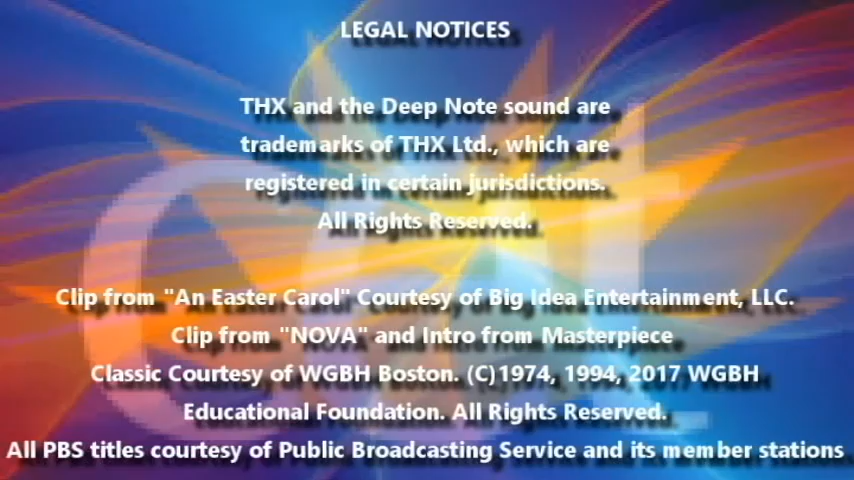 LEGAL NOTICES
THX and the Deep Note sound are
trademarks of THX Ltd., which are
registered in certain jurisdictions.
All Rights Reserved.
Clip from "An Easter Carol" Courtesy of Big Idea Entertainment, LLC.
Clip from "NOVA" and Intro from Masterpiece
Classic Courtesy of WGBH Boston. (C)1974, 1994, 2017 WGBH
Educational Foundation. All Rights Reserved.
All PBS titles courtesy of Public Broadcasting Service and its member stations